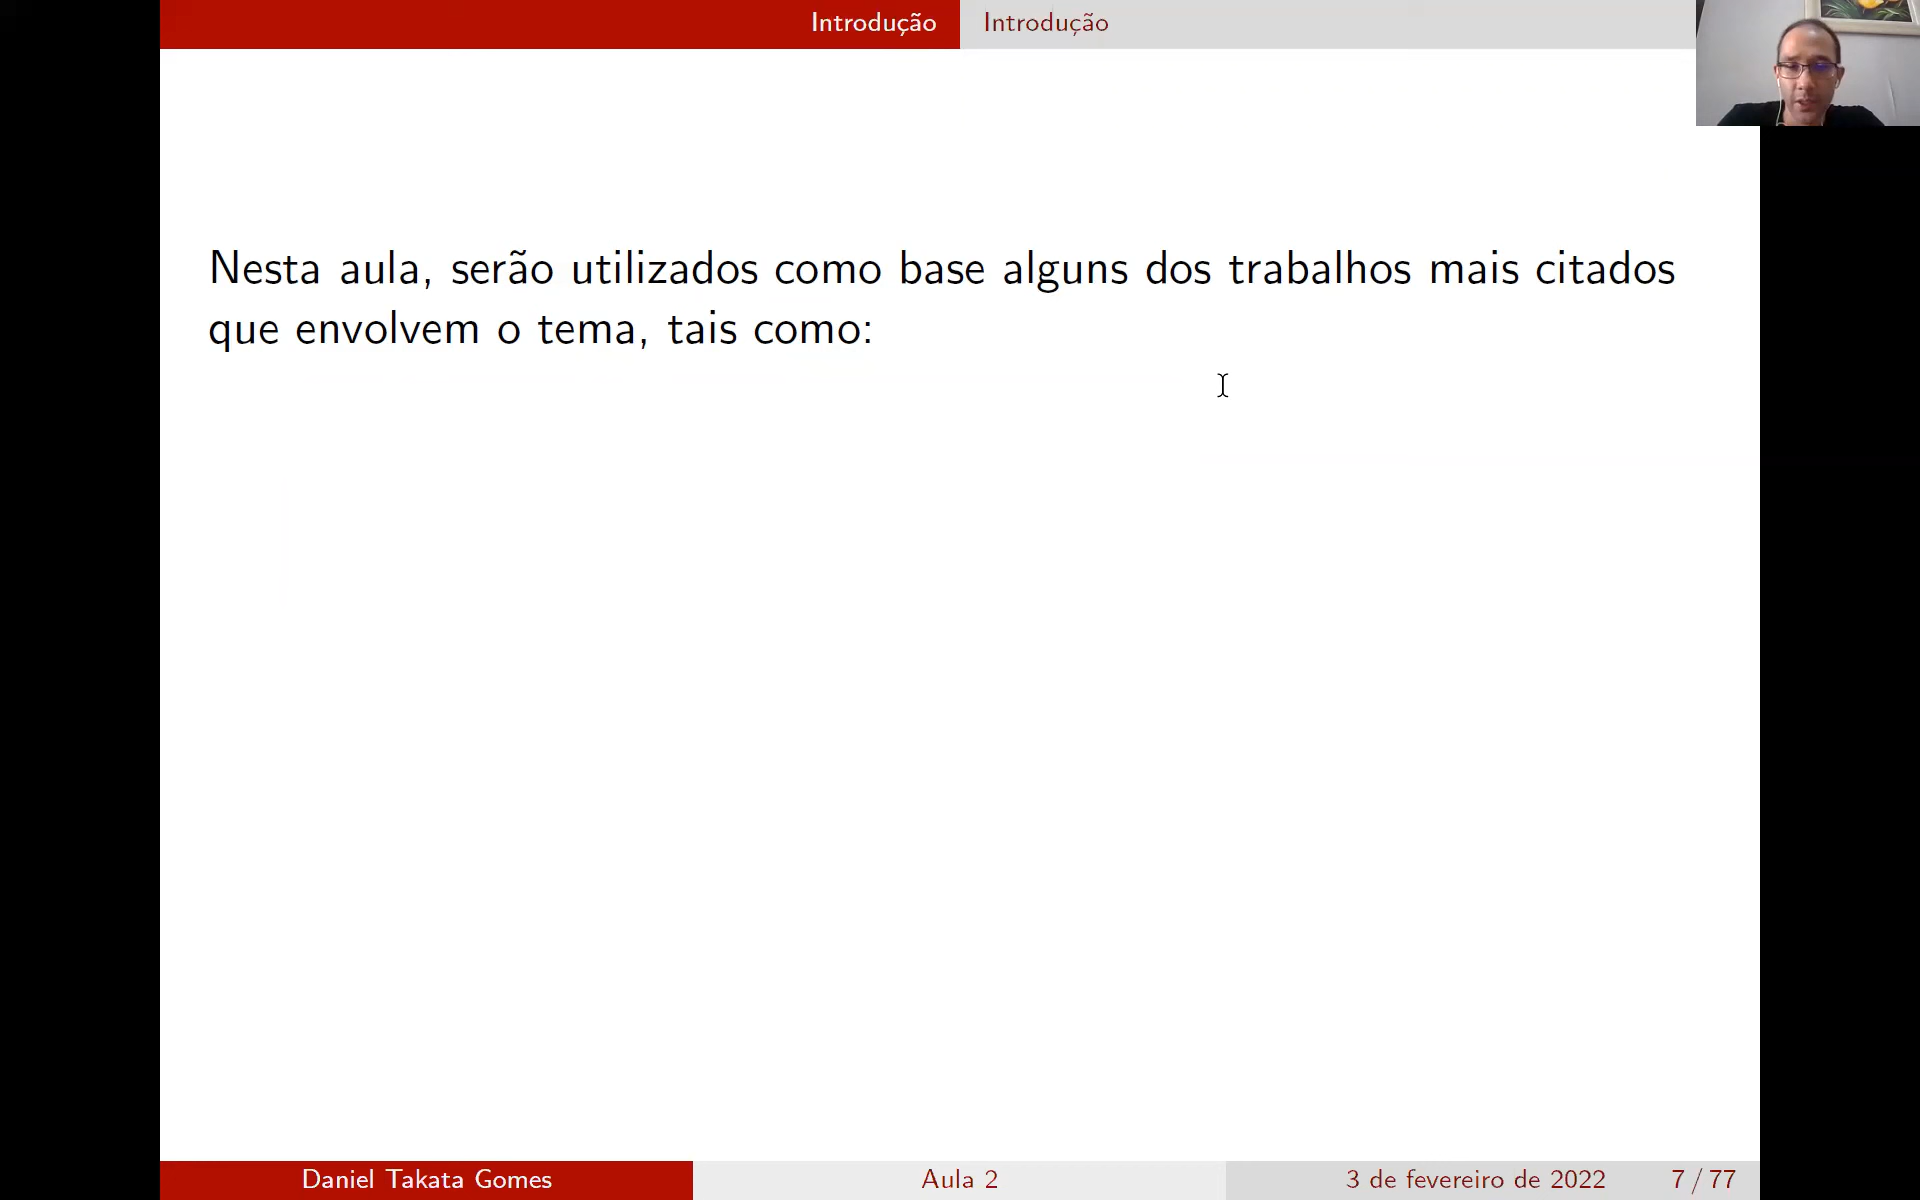 Introdução Introdução
Nesta aula, serão utilizados como base alguns dos trabalhos mais citados
que envolvem o tema, tais como:
Daniel Takata Gomes Aula 2 3 de fevereiro de 2022 7 / 77